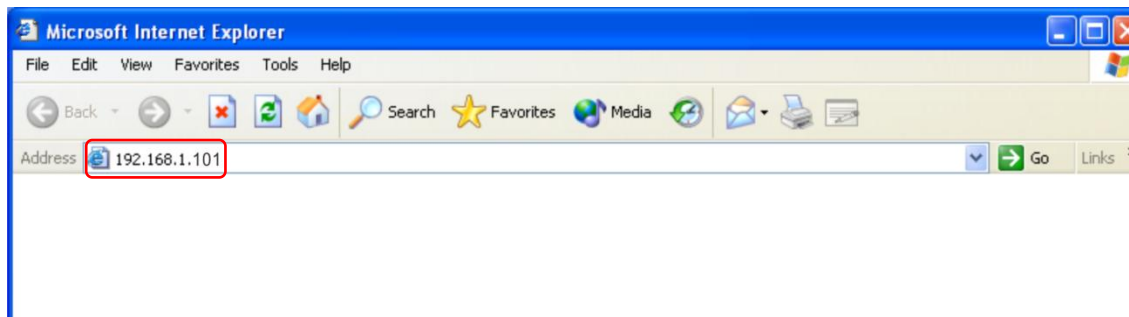 Microsoft Internet Explorer
File Edit View Favorites Tools Help
Back Search Favorites Media
Address 192.168.1.101 Go Links